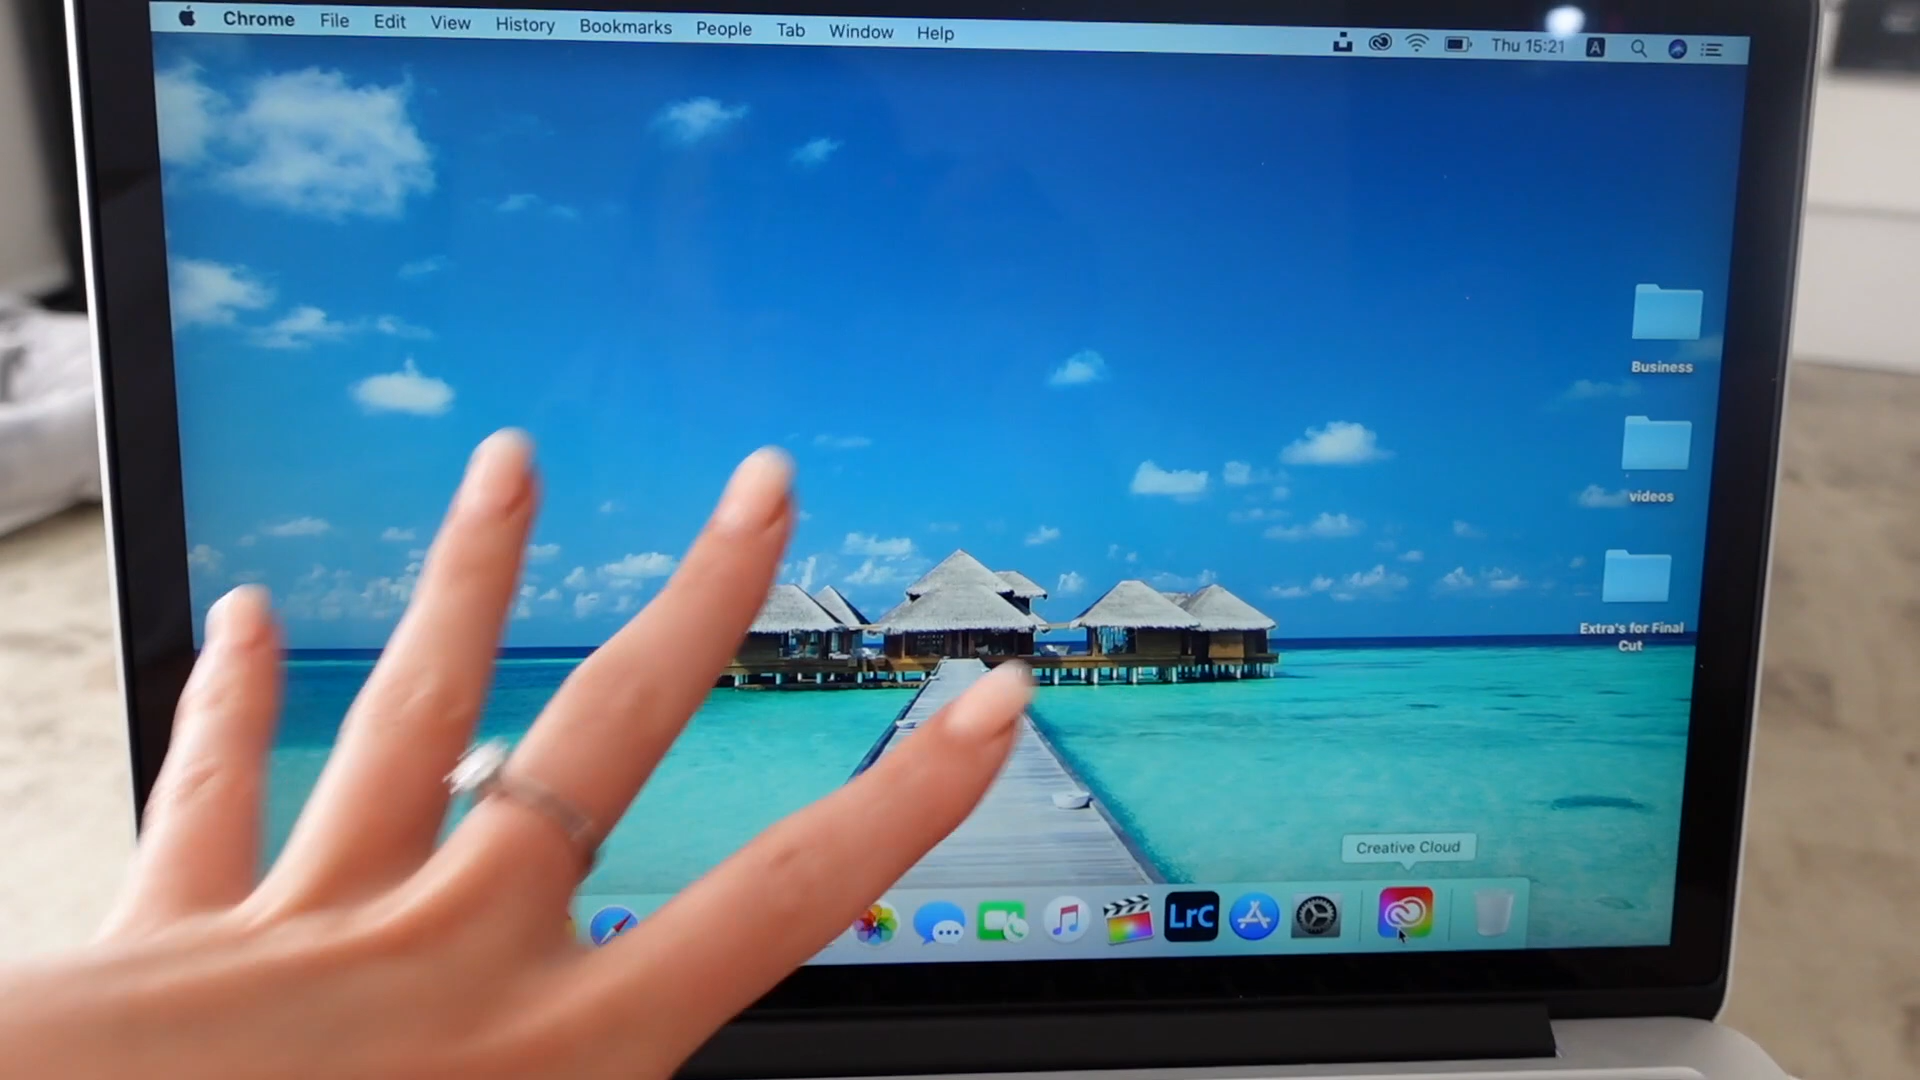 Chrome File Edit View History Bookmarks People Tab Window Help
Thu 15:21 A
Business
videos
Extra's for Final
Cut
Creative Cloud
LrC